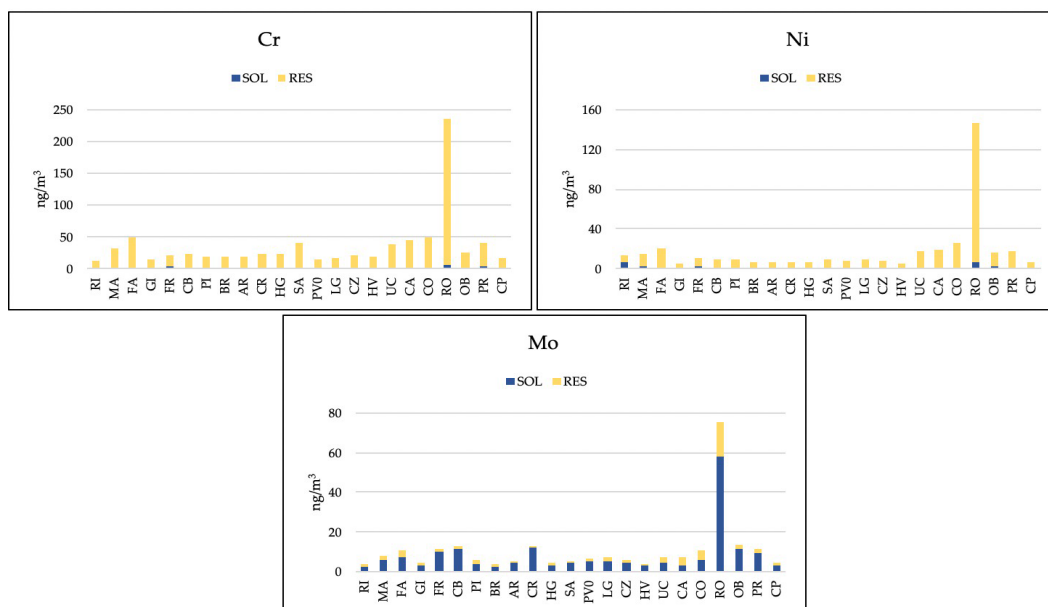 Cr
SOL RES
250
200
150
100
50
0
ng/m³
RI MA FA GI FR CB PI BR AR CR HG SA PV0 LG CZ HV UC CA CO RO OB PR CP
Ni
SOL RES
160
120
80
40
0
ng/m³
RI MA FA GI FR CB PI BR AR CR HG SA PV0 LG CZ HV UC CA CO RO OB PR CP
Mo
SOL RES
80
60
40
20
0
ng/m³
RI MA FA GI FR CB PI BR AR CR HG SA PV0 LG CZ HV UC CA CO RO OB PR CP